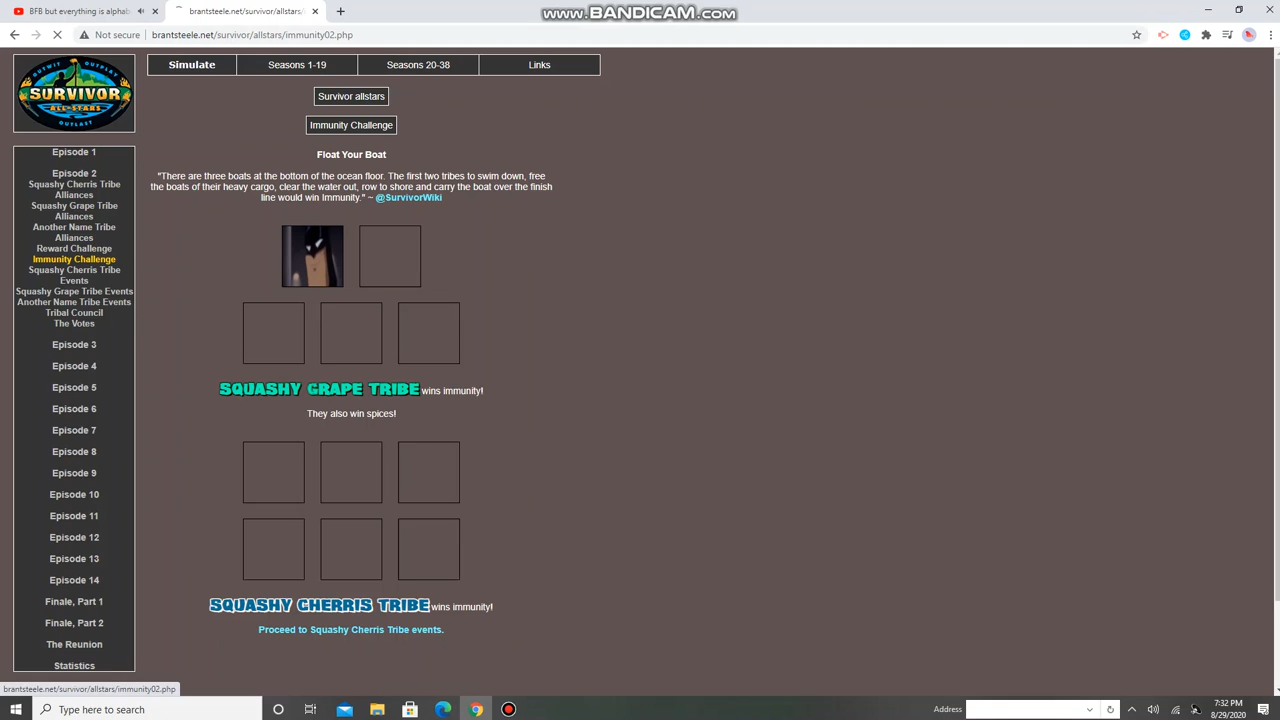 www.BANDICAM.com
BFB but everything is alphab
brantsteele.net/survivor/allstars/
Not secure
brantsteele.net/survivor/allstars/immunity02.php
OUTWIT OUTPLAY
SURVIVOR
ALL-STARS
OUTLAST
Simulate
Seasons 1-19
Seasons 20-38
Links
Survivor allstars
Immunity Challenge
Float Your Boat
"There are three boats at the bottom of the ocean floor. The first two tribes to swim down, free
the boats of their heavy cargo, clear the water out, row to shore and carry the boat over the finish
line would win Immunity." ~ @SurvivorWiki
SQUASHY GRAPE TRIBE wins immunity!
They also win spices!
SQUASHY CHERRIS TRIBE wins immunity!
Proceed to Squashy Cherris Tribe events.
Episode 1
Episode 2
Squashy Cherris Tribe
Alliances
Squashy Grape Tribe
Alliances
Another Name Tribe
Alliances
Reward Challenge
Immunity Challenge
Squashy Cherris Tribe
Events
Squashy Grape Tribe Events
Another Name Tribe Events
Tribal Council
The Votes
Episode 3
Episode 4
Episode 5
Episode 6
Episode 7
Episode 8
Episode 9
Episode 10
Episode 11
Episode 12
Episode 13
Episode 14
Finale, Part 1
Finale, Part 2
The Reunion
Statistics
brantsteele.net/survivor/allstars/immunity02.php
Type here to search
Address
7:32 PM
8/29/2020